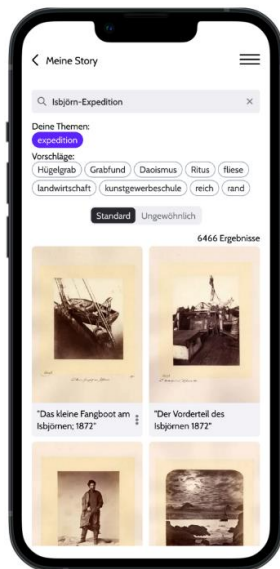 Meine Story
Isbjörn-Expedition
Deine Themen:
expedition
Vorschläge:
Hügelgrab Grabfund Daoismus Ritus fliese
landwirtschaft kunstgewerbeschule reich rand
Standard Ungewöhnlich
6466 Ergebnisse
"Das kleine Fangboot am
Isbjörnen; 1872"
"Der Vorderteil des
Isbjörnen 1872"